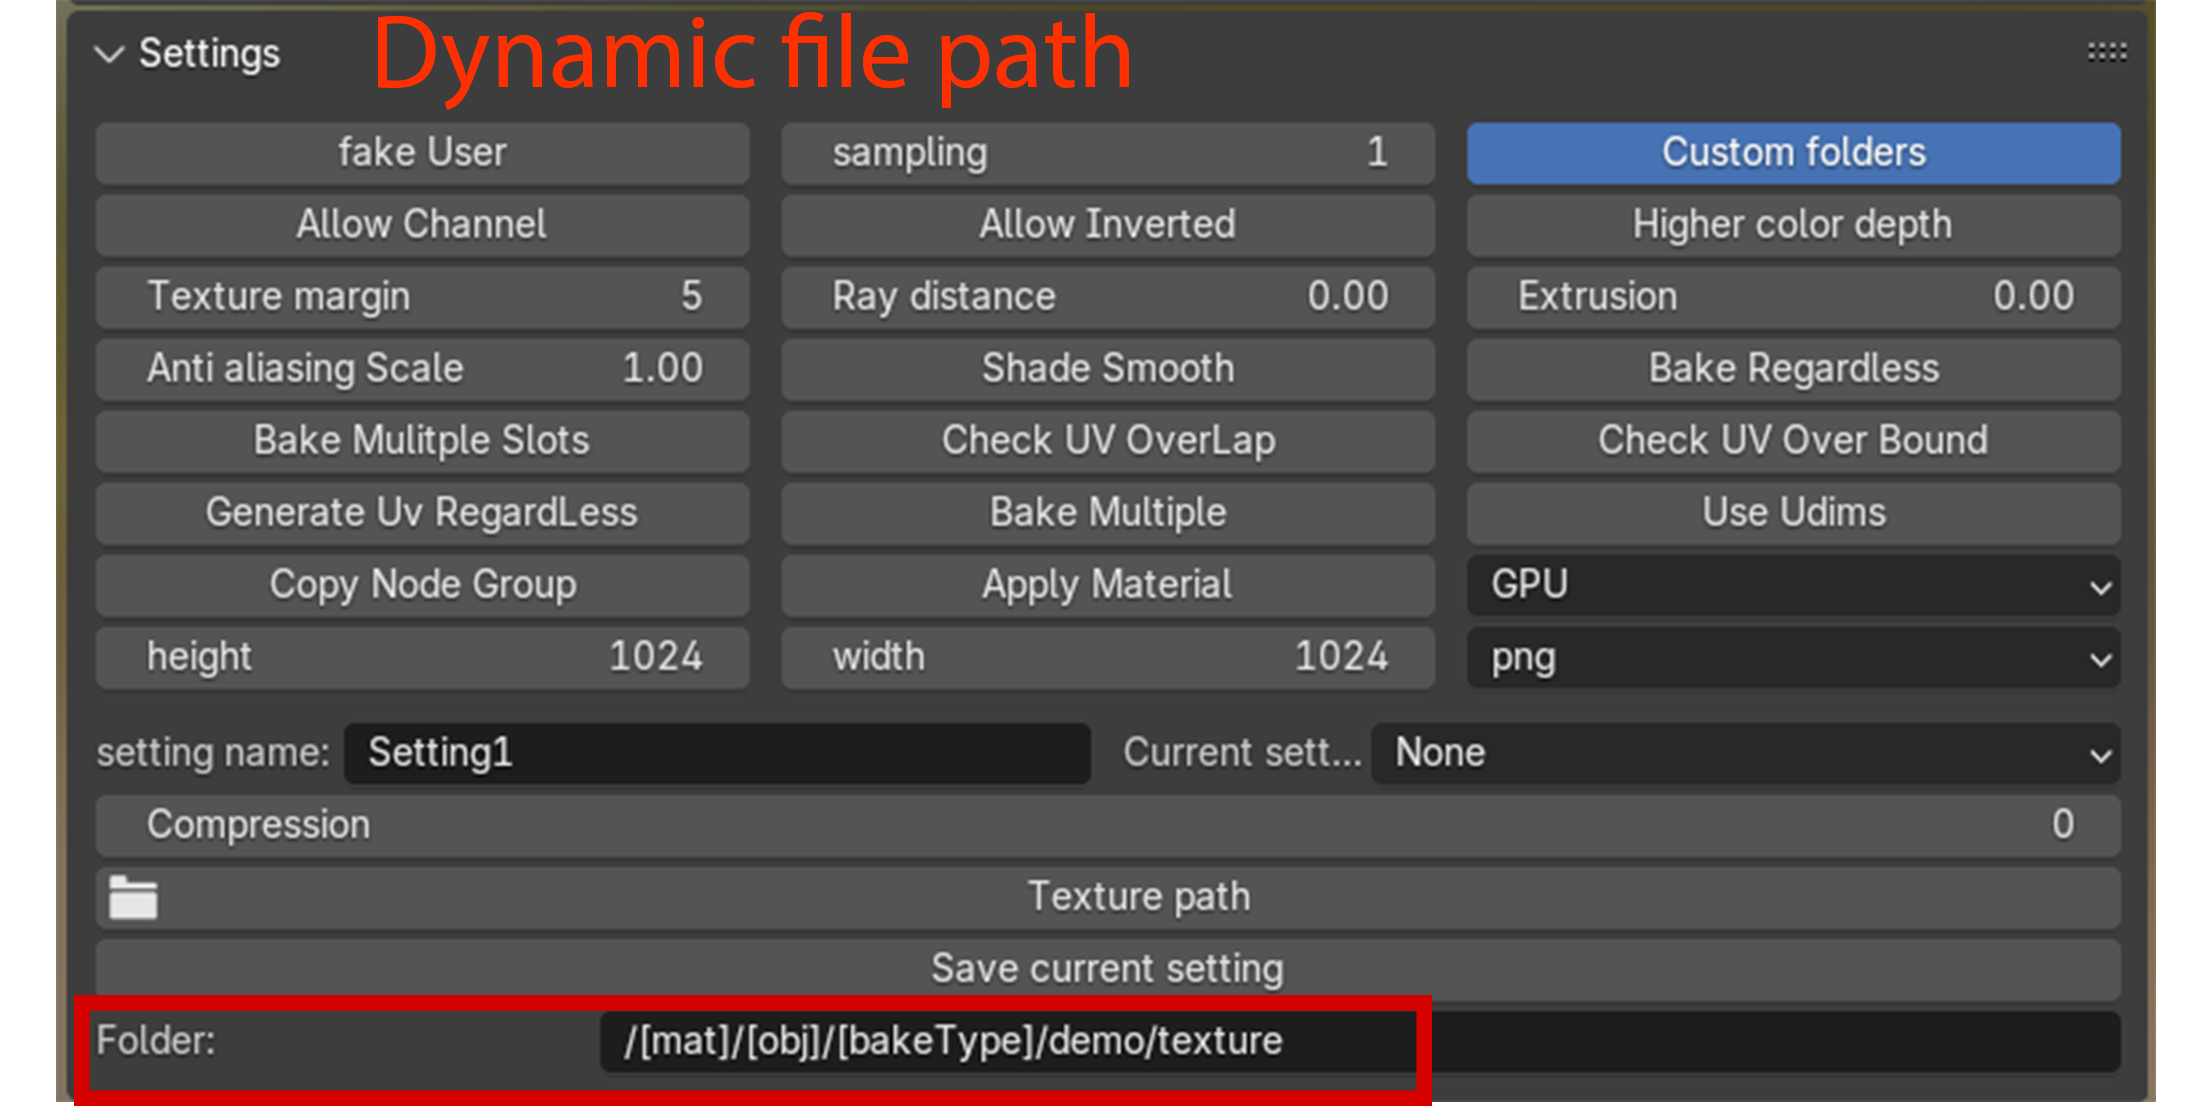 Settings
Dynamic file path
fake User sampling 1 Custom folders
Allow Channel Allow Inverted Higher color depth
Texture margin 5 Ray distance 0.00 Extrusion 0.00
Anti aliasing Scale 1.00 Shade Smooth Bake Regardless
Bake Mulitple Slots Check UV OverLap Check UV Over Bound
Generate Uv RegardLess Bake Multiple Use Udims
Copy Node Group Apply Material GPU
height 1024 width 1024 png
setting name: Setting1 Current sett... None
Compression 0
Texture path
Save current setting
Folder: /[mat]/[obj]/[bakeType]/demo/texture